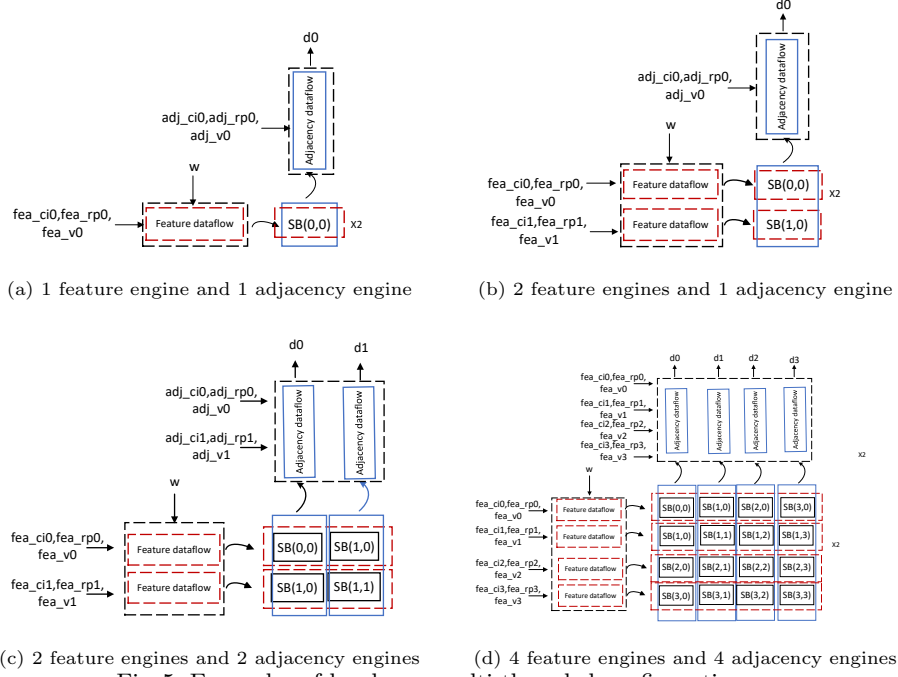 d0
Adjacency dataflow
adj_ci0,adj_rp0,
adj_v0
w
fea_ci0,fea_rp0,
fea_v0
Feature dataflow
SB(0,0)
X2
(a) 1 feature engine and 1 adjacency engine
d0
Adjacency dataflow
adj_ci0,adj_rp0,
adj_v0
w
fea_ci0,fea_rp0,
fea_v0
Feature dataflow
SB(0,0)
X2
fea_ci1,fea_rp1,
fea_v1
Feature dataflow
SB(1,0)
(b) 2 feature engines and 1 adjacency engine
d0 d1
adj_ci0,adj_rp0,
adj_v0
adj_ci1,adj_rp1,
adj_v1
Adjacency dataflow
Adjacency dataflow
w
fea_ci0,fea_rp0,
fea_v0
Feature dataflow
SB(0,0) SB(1,0)
fea_ci1,fea_rp1,
fea_v1
Feature dataflow
SB(1,0) SB(1,1)
(c) 2 feature engines and 2 adjacency engines
d0 d1 d2 d3
fea_ci0,fea_rp0,
fea_v0
fea_ci1,fea_rp1,
fea_v1
fea_ci2,fea_rp2,
fea_v2
fea_ci3,fea_rp3,
fea_v3
Adjacency dataflow
Adjacency dataflow
Adjacency dataflow
Adjacency dataflow
X2
w
fea_ci0,fea_rp0,
fea_v0
Feature dataflow
SB(0,0) SB(1,0) SB(2,0) SB(3,0)
fea_ci1,fea_rp1,
fea_v1
Feature dataflow
SB(1,0) SB(1,1) SB(1,2) SB(1,3)
X2
fea_ci2,fea_rp2,
fea_v2
Feature dataflow
SB(2,0) SB(2,1) SB(2,2) SB(2,3)
fea_ci3,fea_rp3,
fea_v3
Feature dataflow
SB(3,0) SB(3,1) SB(3,2) SB(3,3)
(d) 4 feature engines and 4 adjacency engines